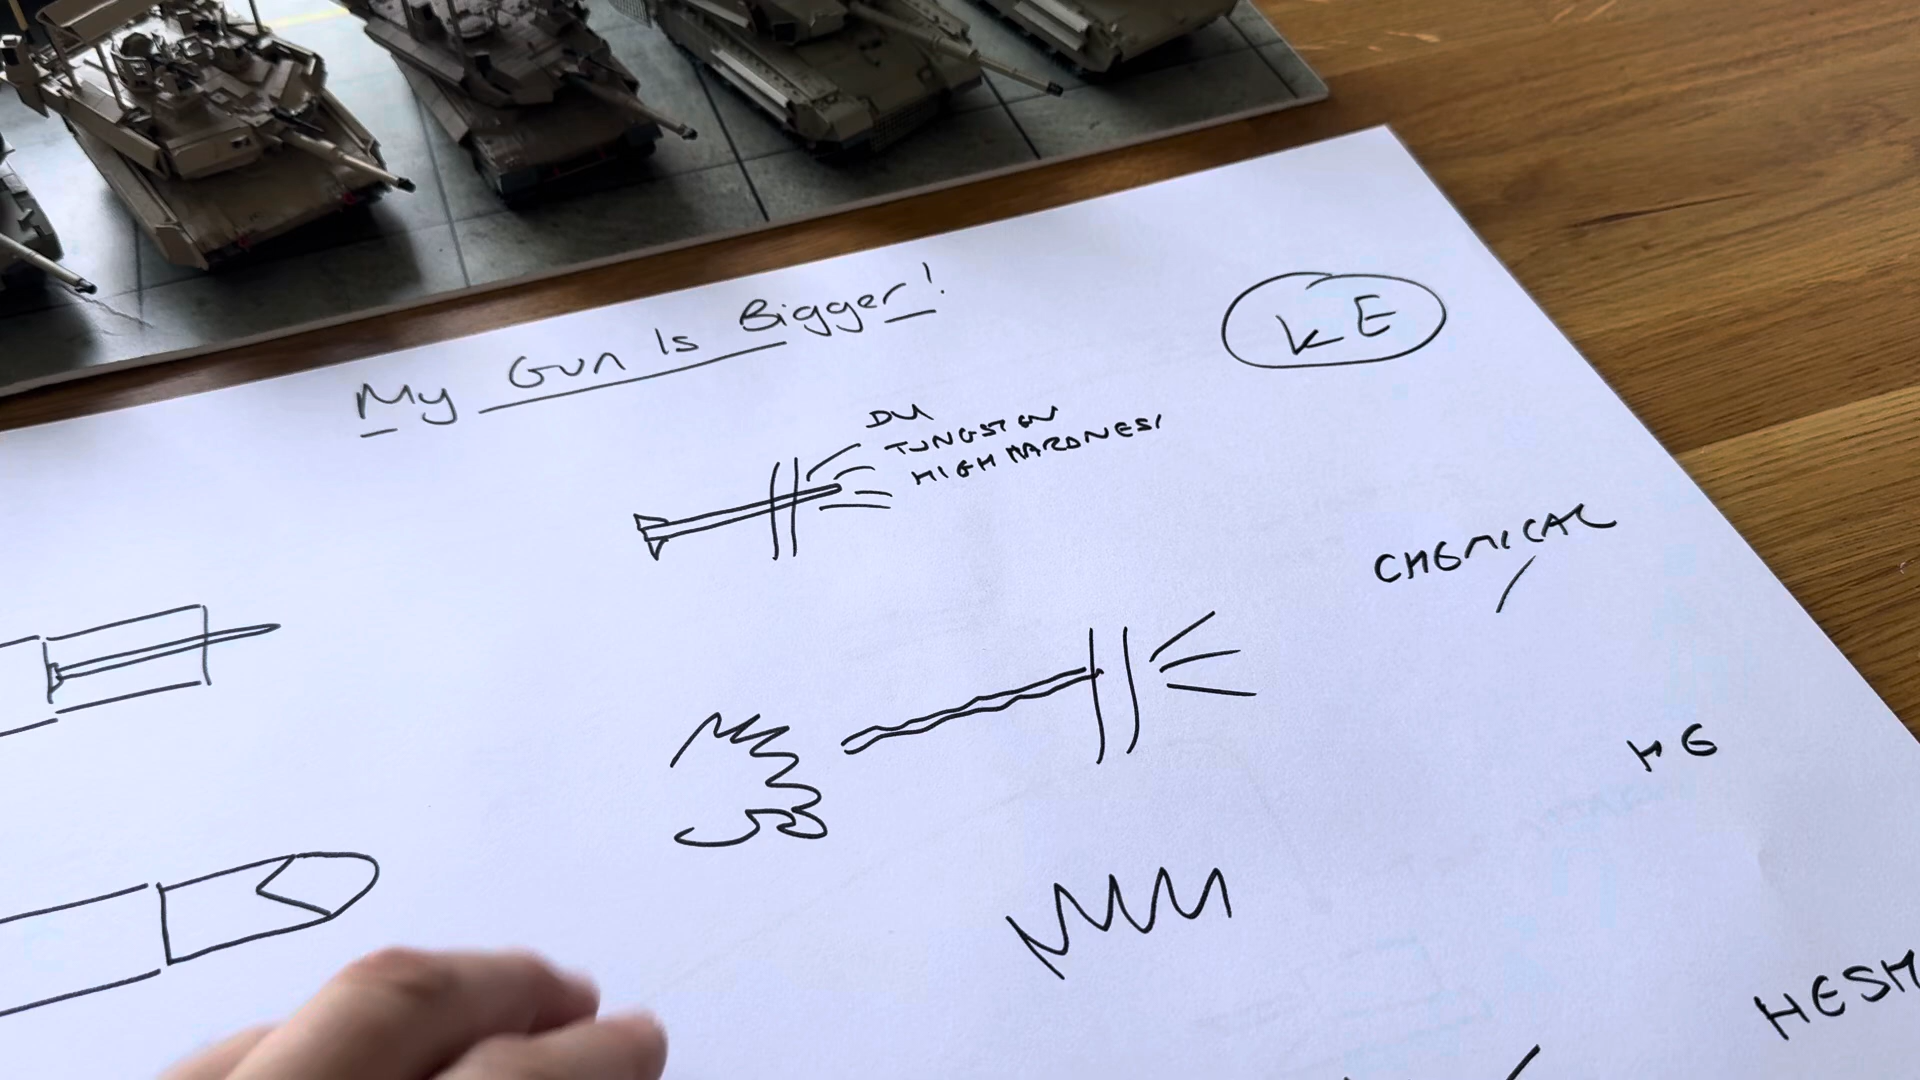 My Gun Is Bigger!
KE
DU
TUNGSTEN
HIGH HARDNESS
CHEMICAL
HE
HESH